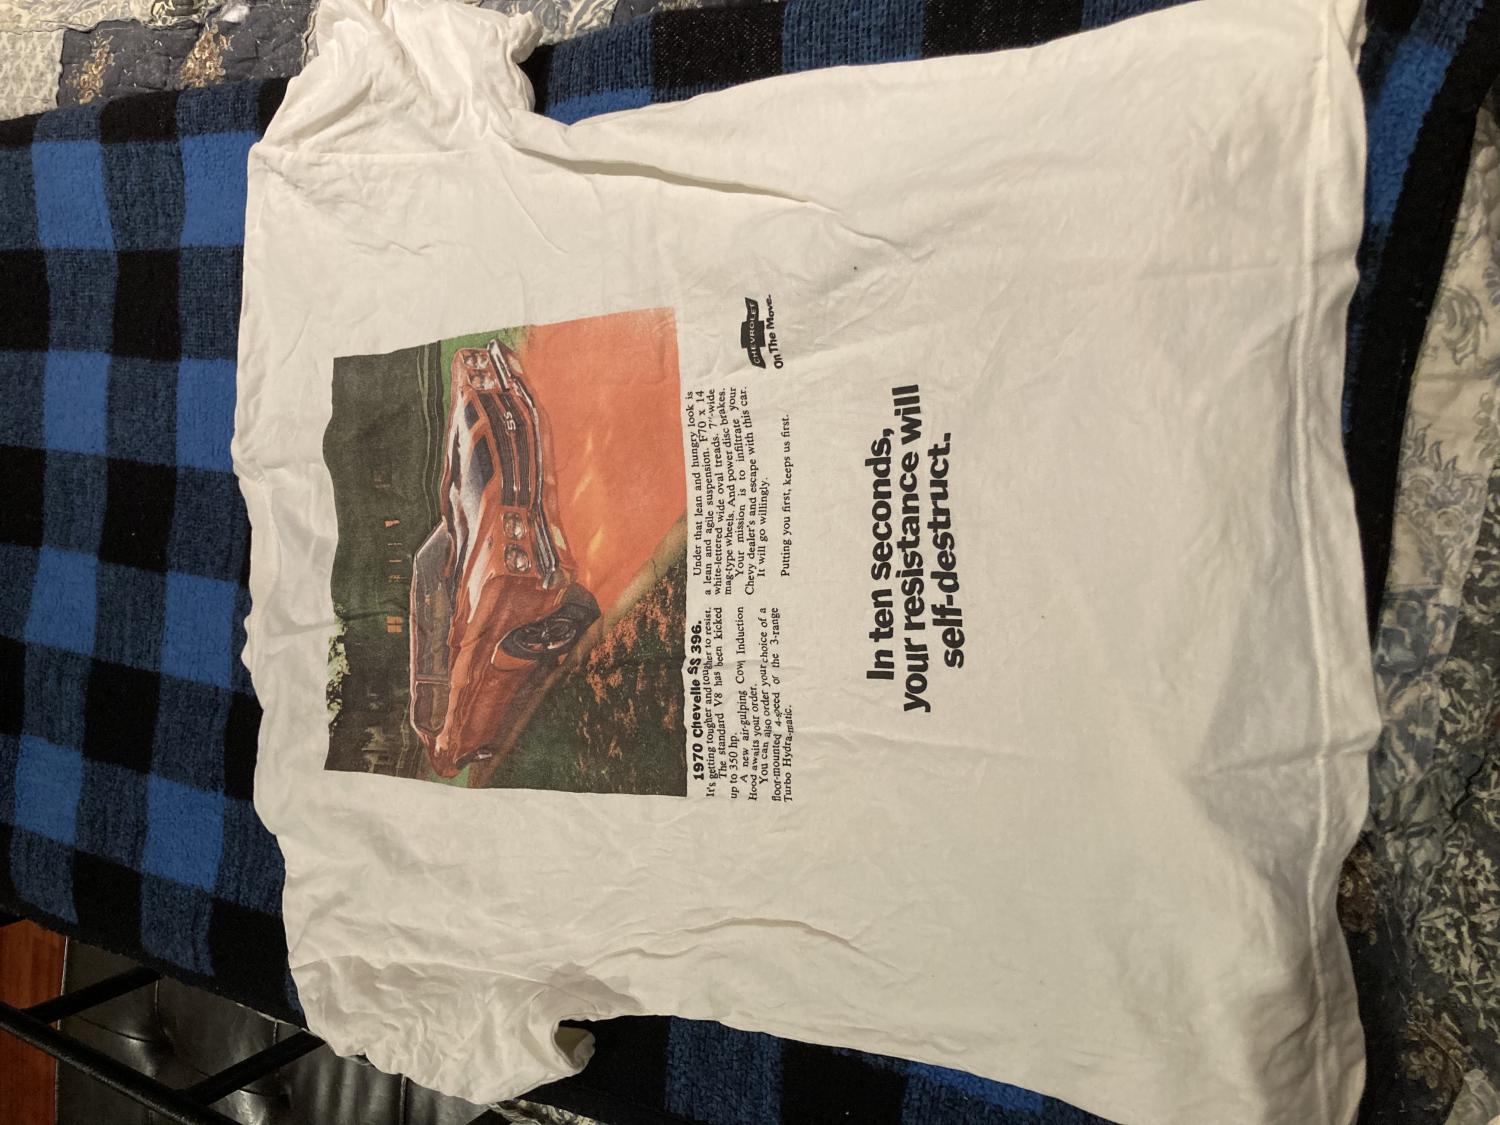 SS
1970 Chevelle SS 396.
It's getting tougher and tougher to resist.
The standard V8 has been kicked
up to 350 hp.
A new air-gulping Cowl Induction
Hood awaits your order.
You can also order your choice of a
floor-mounted 4-speed or the 3-range
Turbo Hydra-matic.
Under that lean and hungry look is
a lean and agile suspension. F70 x 14
white-lettered wide oval treads. 7"-wide
mag-type wheels. And power disc brakes.
Your mission is to infiltrate your
Chevy dealer's and escape with this car.
It will go willingly.
Putting you first, keeps us first.
CHEVROLET
On The Move.
In ten seconds,
your resistance will
self-destruct.